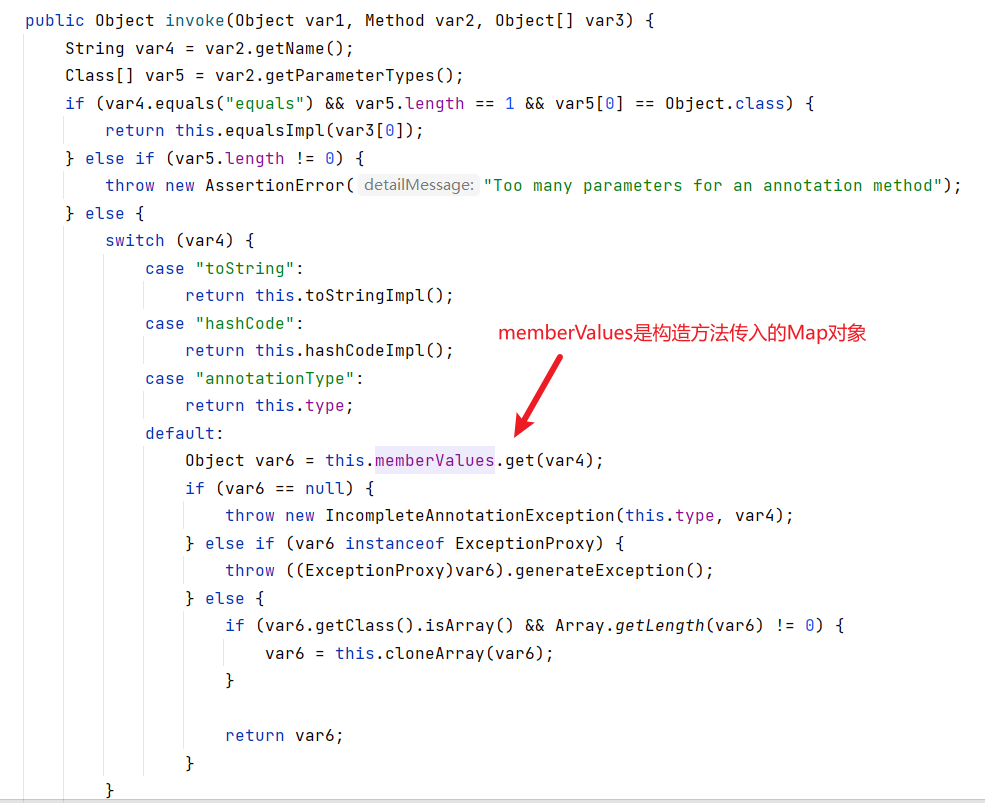 public Object invoke(Object var1, Method var2, Object[] var3) {
String var4 = var2.getName();
Class[] var5 = var2.getParameterTypes();
if (var4.equals("equals") && var5.length == 1 && var5[0] == Object.class) {
return this.equalsImpl(var3[0]);
} else if (var5.length != 0) {
throw new AssertionError( detailMessage: "Too many parameters for an annotation method");
} else {
switch (var4) {
case "toString":
return this.toStringImpl();
case "hashCode":
return this.hashCodeImpl();
memberValues是构造方法传入的Map对象
case "annotationType":
return this.type;
default:
Object var6 = this.memberValues.get(var4);
if (var6 == null) {
throw new IncompleteAnnotationException(this.type, var4);
} else if (var6 instanceof ExceptionProxy) {
throw ((ExceptionProxy)var6).generateException();
} else {
if (var6.getClass().isArray() && Array.getLength(var6) != 0) {
var6 = this.cloneArray(var6);
}
return var6;
}
}